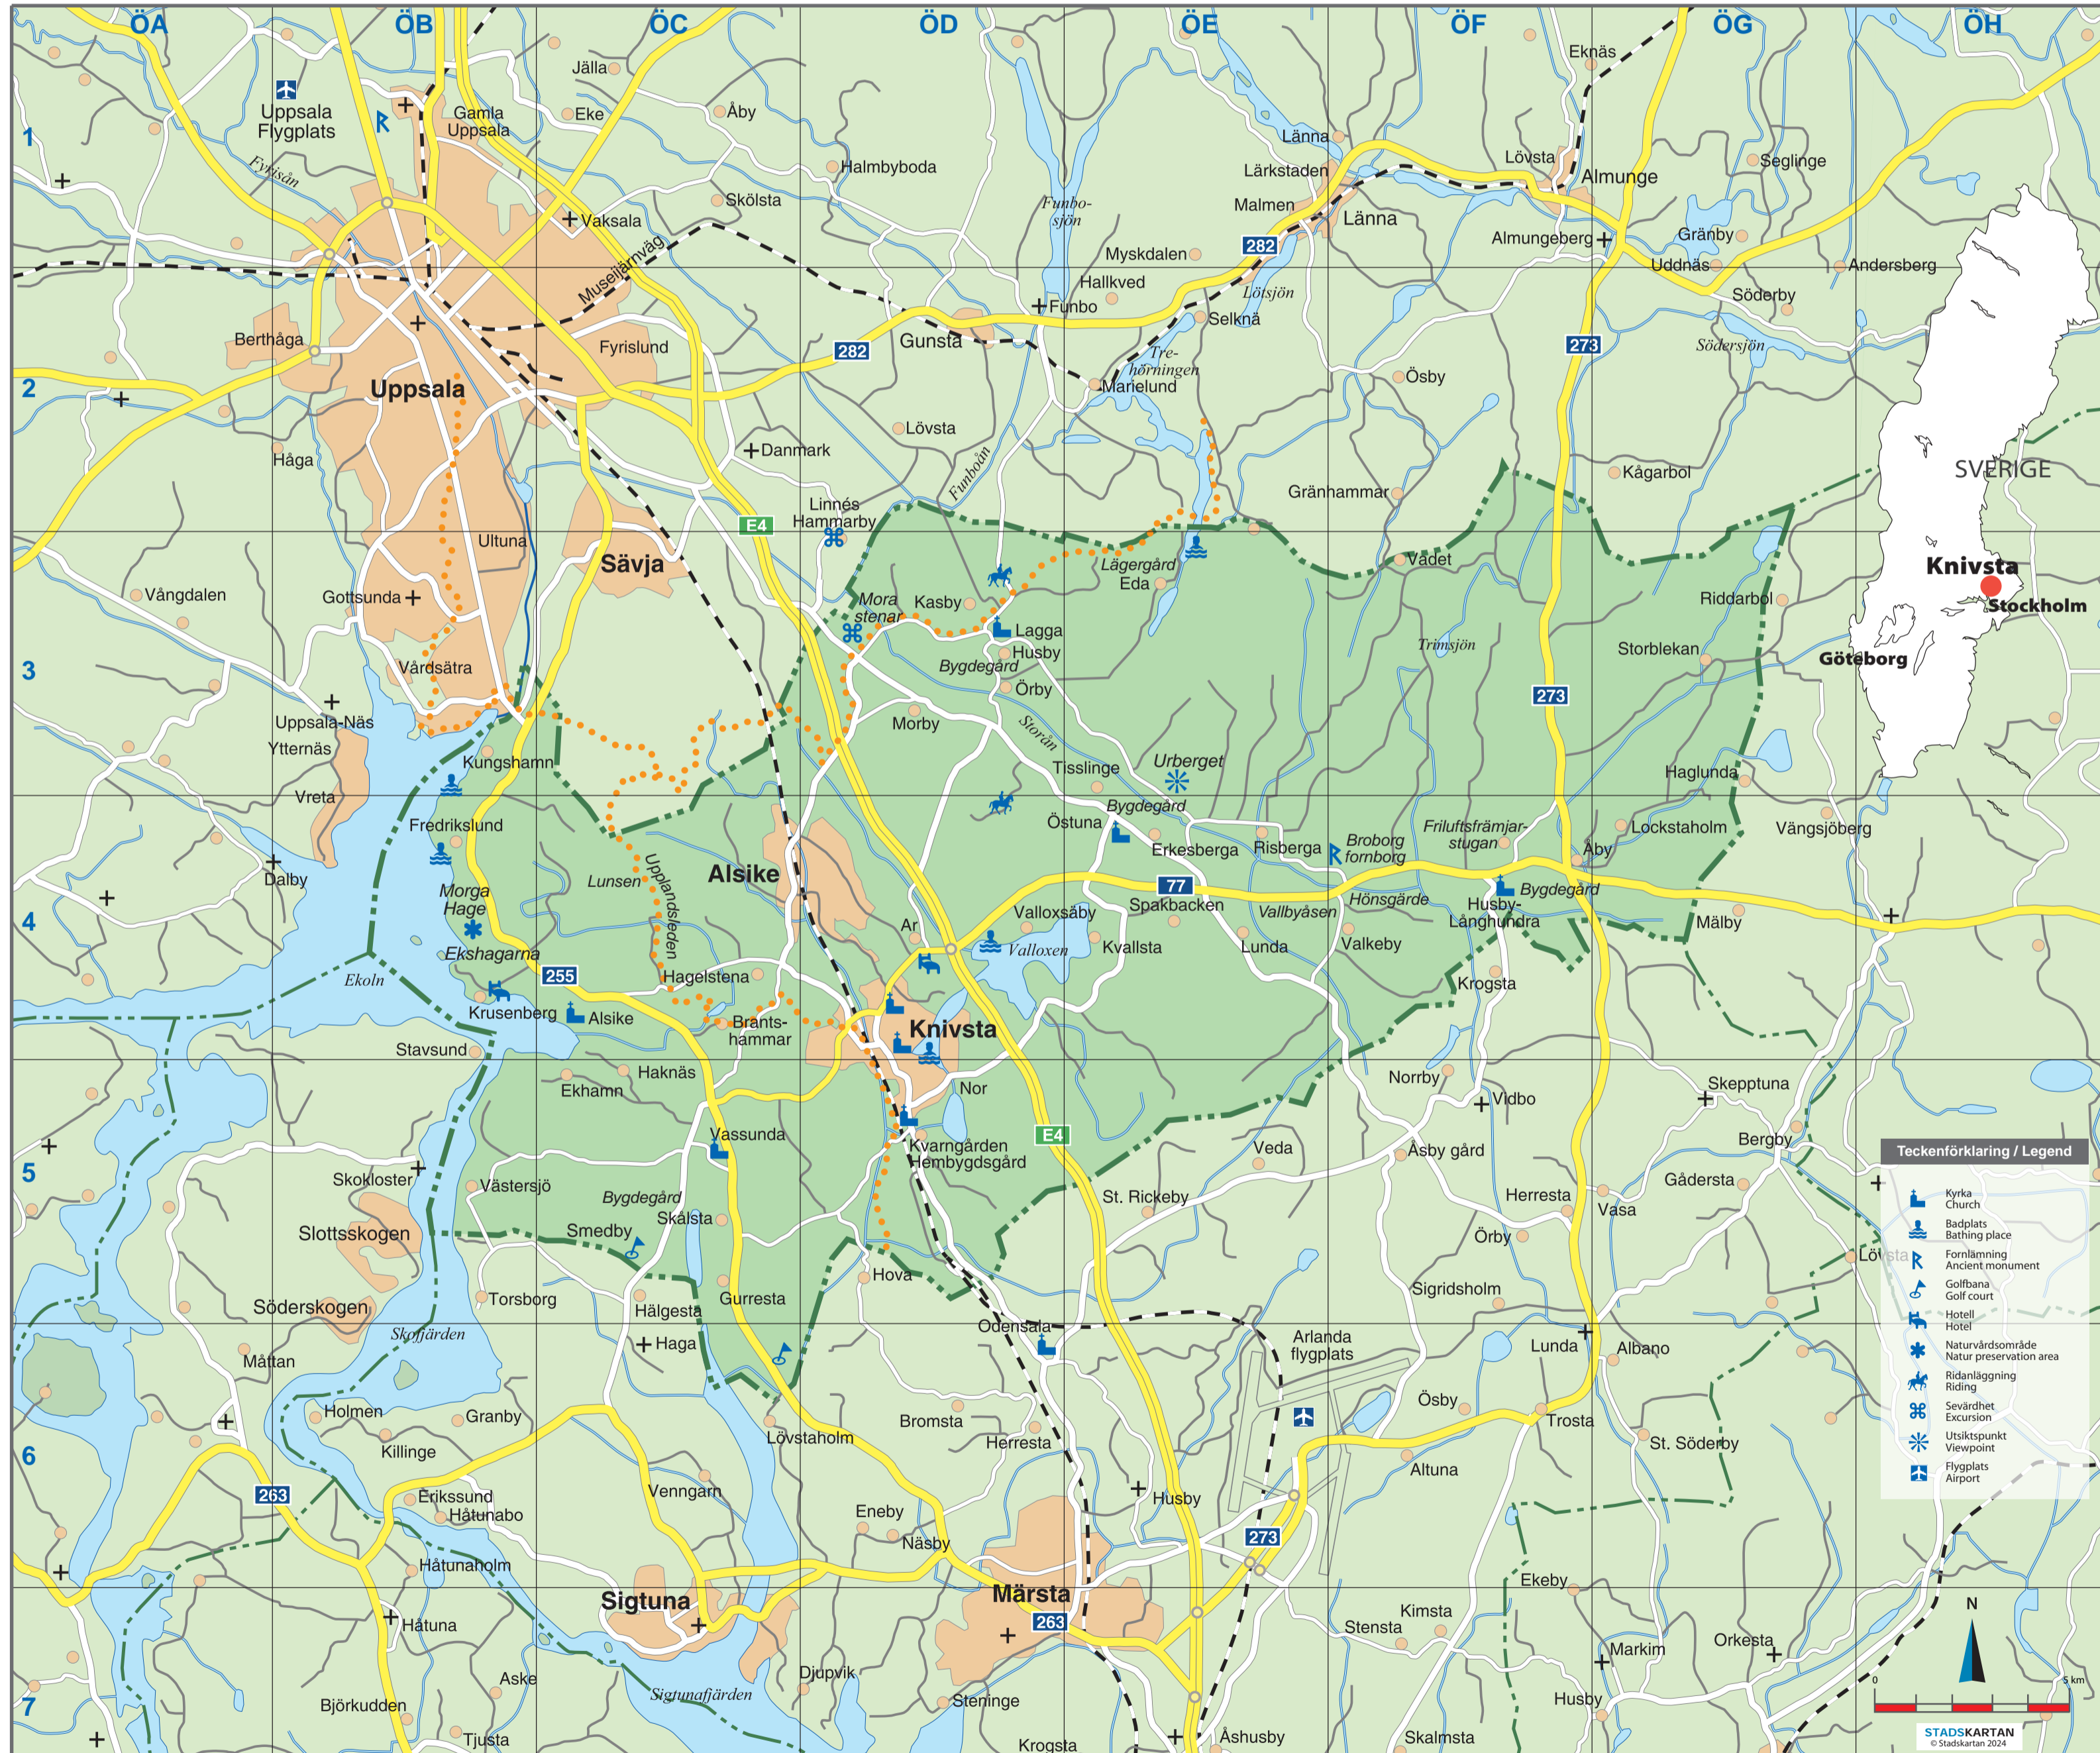 ÖA
ÖB
ÖC
ÖD
ÖE
ÖF
ÖG
ÖH
1
Uppsala
Flygplats
Fyrisån
Gamla
Uppsala
Jälla
Eke
Åby
Vaksala
Skölsta
Halmbyboda
Funbo-
sjön
Länna
Lärkstaden
Malmen
Länna
282
Myskdalen
Eknäs
Lövsta
Almunge
Almungeberg
Seglinge
Gränby
Uddnäs
Andersberg
Museijärnväg
2
Berthåga
Uppsala
Fyrislund
Håga
282
Gunsta
Funbo
Hallkved
Selknä
Lötsjön
Tre-
hörningen
Marielund
Lövsta
Danmark
Funboån
Linnés
Hammarby
E4
Ösby
Gränhammar
273
Söderby
Södersjön
Kågarbol
SVERIGE
Knivsta
Stockholm
Göteborg
3
Vångdalen
Ultuna
Sävja
Gottsunda
Vårdsätra
Uppsala-Näs
Ytternäs
Vreta
Kungshamn
Mora
stenar
Kasby
Lagga
Husby
Bygdegård
Örby
Morby
Storån
Lägergård
Eda
Tisslinge
Urberget
Vadet
Trimsjön
273
Riddarbol
Storblekan
Haglunda
4
Dalby
Fredrikslund
Morga
Hage
Ekshagarna
Ekoln
Krusenberg
Stavsund
255
Alsike
Lunsen
Upplandsleden
Alsike
Hagelstena
Brants-
hammar
Ar
Knivsta
Valloxsäby
Valloxen
Kvallsta
Bygdegård
Östuna
Erkesberga
77
Spakbacken
Lunda
Risberga
Vallbyåsen
Broborg
fornborg
Hönsgärde
Valkeby
Friluftsfrämjar-
stugan
Husby-
Långhundra
Bygdegård
Åby
Krogsta
Lockstaholm
Mälby
Vängsjöberg
5
Skokloster
Slottsskogen
Söderskogen
Ekhamn
Haknäs
Vassunda
Västersjö
Bygdegård
Skålsta
Smedby
Torsborg
Hälgesta
Gurresta
Nor
Kvarngården
Hembygdsgård
Hova
E4
St. Rickeby
Veda
Norrby
Vidbo
Åsby gård
Herresta
Vasa
Örby
Sigridsholm
Skepptuna
Bergby
Gådersta
Lövsta
Teckenförklaring / Legend
Kyrka
Church
Badplats
Bathing place
Fornlämning
Ancient monument
Golfbana
Golf court
Hotell
Hotel
Naturvårdsområde
Natur preservation area
Ridanläggning
Riding
Sevärdhet
Excursion
Utsiktspunkt
Viewpoint
Flygplats
Airport
6
Skofjärden
Måttan
Holmen
Killinge
Granby
263
Erikssund
Håtunabo
Håtunaholm
Haga
Venngarn
Lövstaholm
Odensala
Bromsta
Herresta
Eneby
Näsby
Husby
Arlanda
flygplats
273
Lunda
Albano
Ösby
Trosta
Altuna
St. Söderby
7
Håtuna
Björkudden
Aske
Tjusta
Sigtuna
Sigtunafjärden
Djupvik
Märsta
263
Steninge
Krogsta
Åshusby
Ekeby
Kimsta
Stensta
Skalmsta
Markim
Husby
Orkesta
N
0
5 km
STADSKARTAN
© Stadskartan 2024